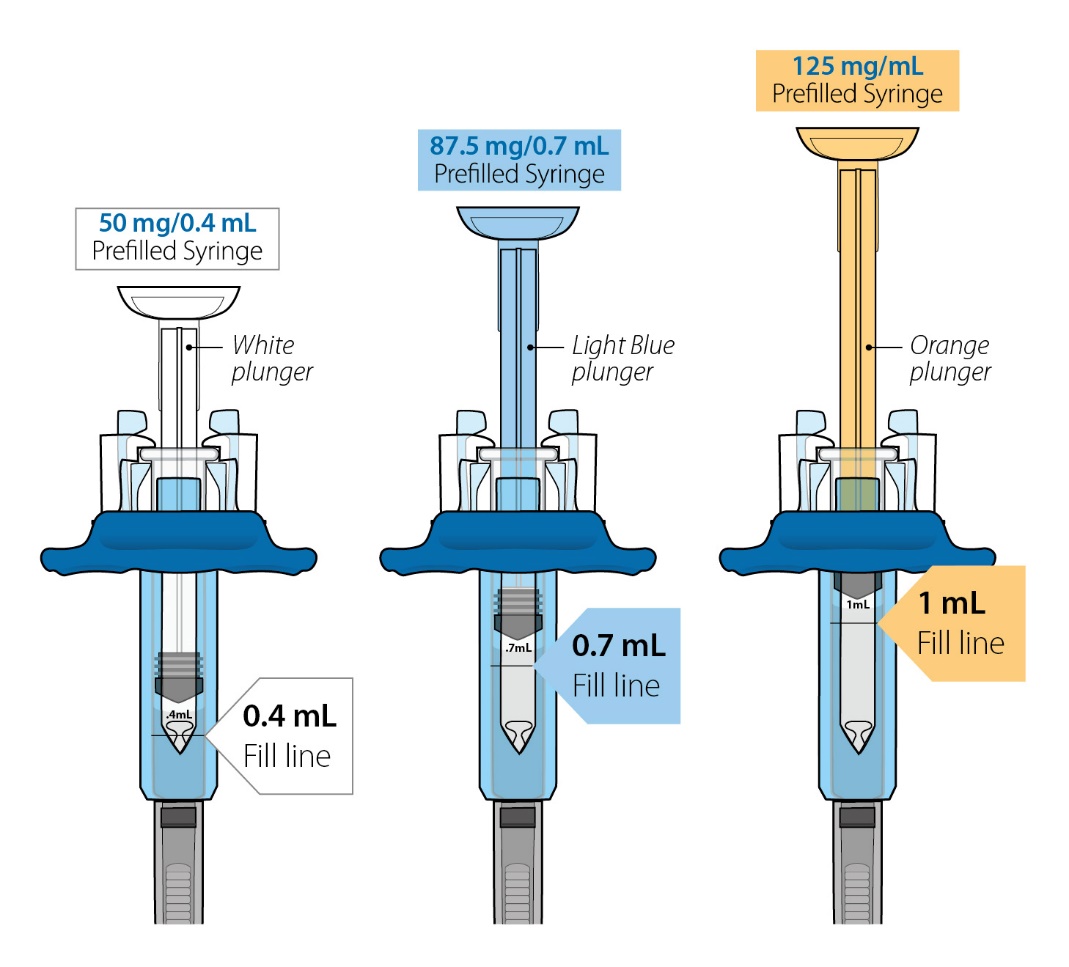 125 mg/mL
Prefilled Syringe
87.5 mg/0.7 mL
Prefilled Syringe
50 mg/0.4 mL
Prefilled Syringe
White
plunger
Light Blue
plunger
Orange
plunger
1mL
1 mL
Fill line
.7mL
0.7 mL
Fill line
.4mL
0.4 mL
Fill line